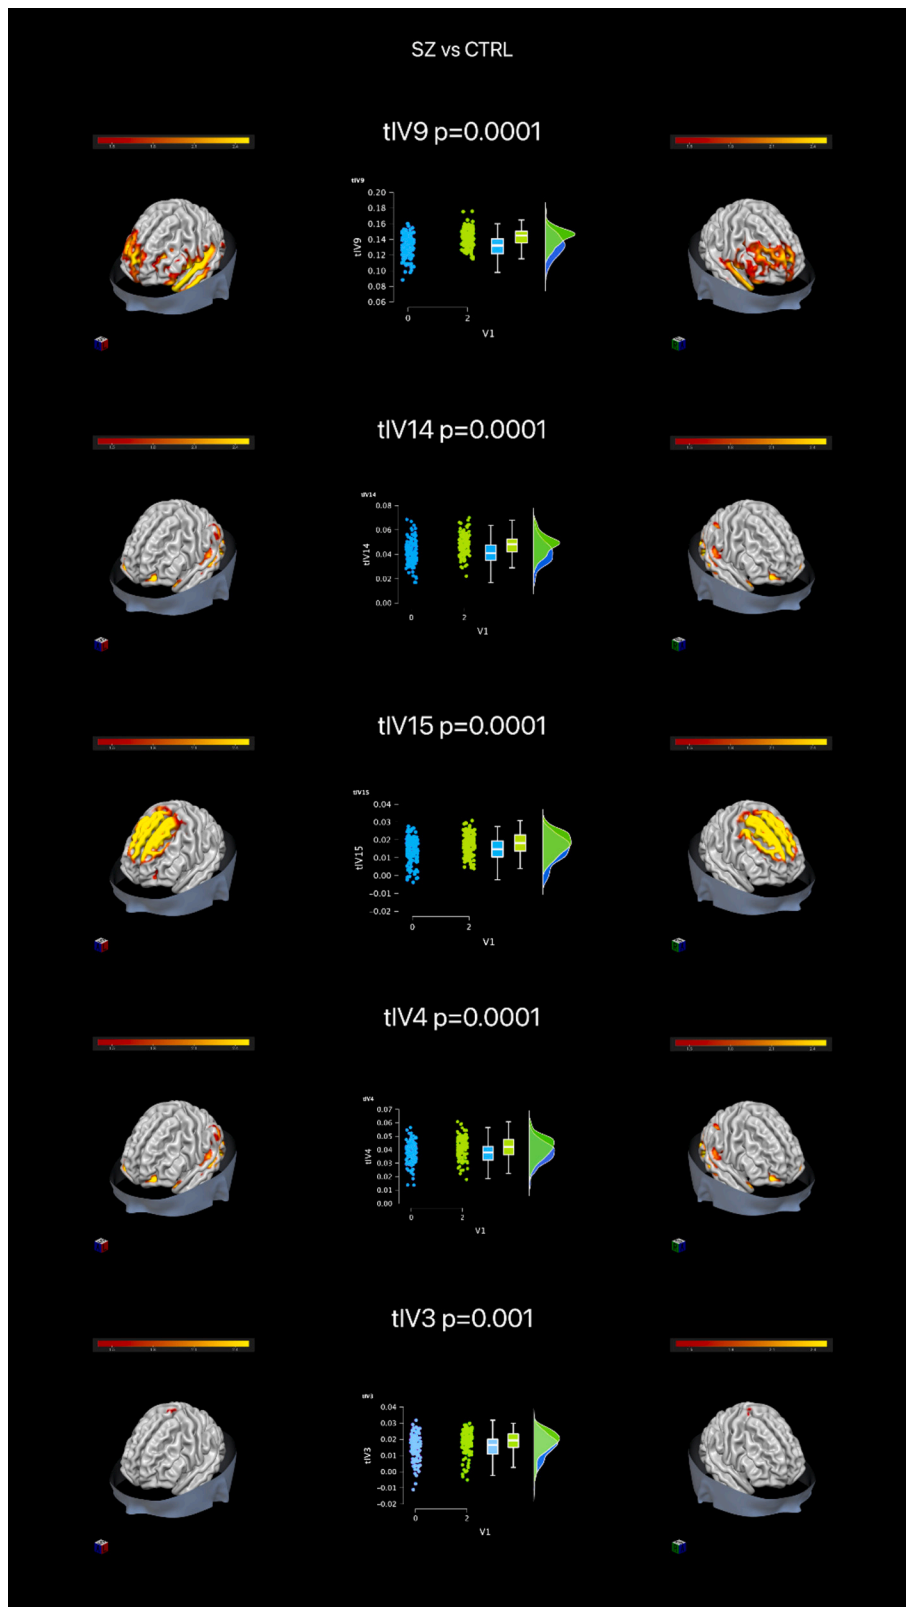 SZ vs CTRL
tIV9 p=0.0001
tIV9
0.20
0.18
0.16
0.14
0.12
0.10
0.08
0.06
tIV9
0 2
V1
tIV14 p=0.0001
tIV14
0.08
0.06
0.04
0.02
0.00
tIV14
0 2
V1
tIV15 p=0.0001
tIV15
0.04
0.03
0.02
0.01
0.00
−0.01
−0.02
tIV15
0 2
V1
tIV4 p=0.0001
tIV4
0.07
0.06
0.05
0.04
0.03
0.02
0.01
0.00
tIV4
0 2
V1
tIV3 p=0.001
tIV3
0.04
0.03
0.02
0.01
0.00
−0.01
−0.02
tIV3
0 2
V1